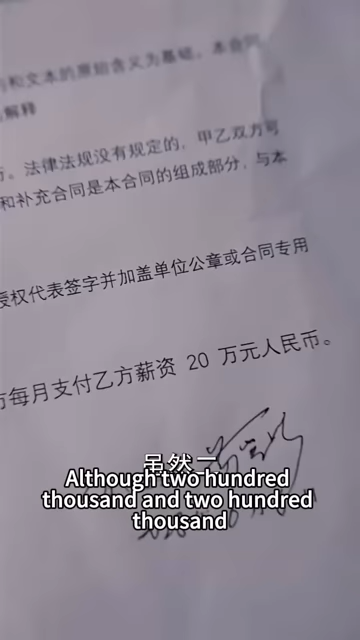 和文本的原始含义为基础。本合同
解释
。法律法规没有规定的，甲乙双方可
和补充合同是本合同的组成部分，与本
授权代表签字并加盖单位公章或合同专用
方每月支付乙方薪资 20 万元人民币。
虽然二
Although two hundred
thousand and two hundred
thousand